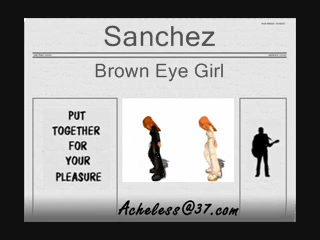 Sanchez
Brown Eye Girl
PUT
TOGETHER
FOR
YOUR
PLEASURE
Acheless@37.com